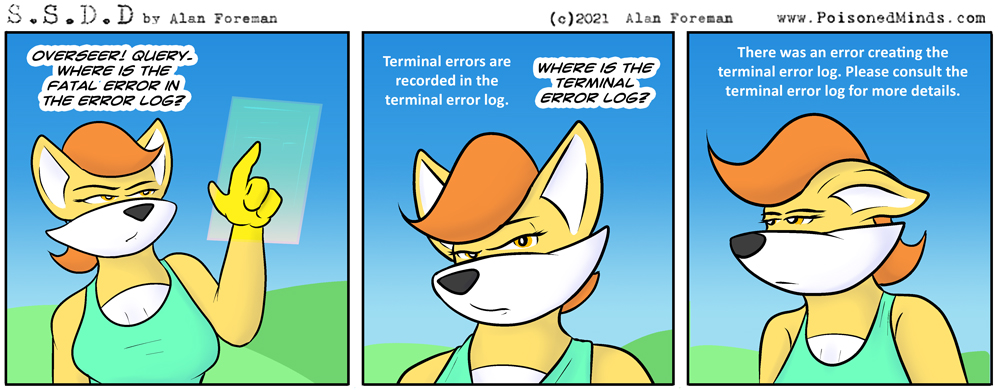 S.S.D.D by Alan Foreman (c)2021 Alan Foreman www.PoisonedMinds.com
OVERSEER! QUERY-
WHERE IS THE
FATAL ERROR IN
THE ERROR LOG?
Terminal errors are
recorded in the
terminal error log.
WHERE IS THE
TERMINAL
ERROR LOG?
There was an error creating the
terminal error log. Please consult the
terminal error log for more details.